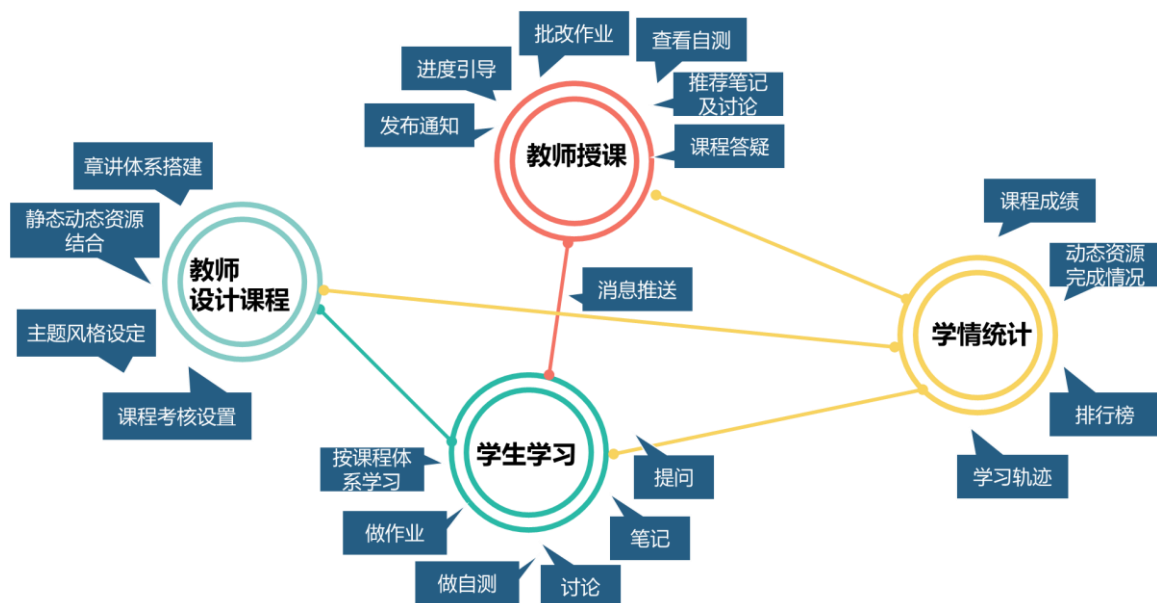 批改作业
查看自测
进度引导
推荐笔记
及讨论
发布通知
课程答疑
教师授课
章讲体系搭建
静态动态资源
结合
教师
设计课程
主题风格设定
课程考核设置
消息推送
课程成绩
动态资源
完成情况
学情统计
排行榜
学习轨迹
学生学习
按课程体
系学习
提问
做作业
笔记
做自测
讨论